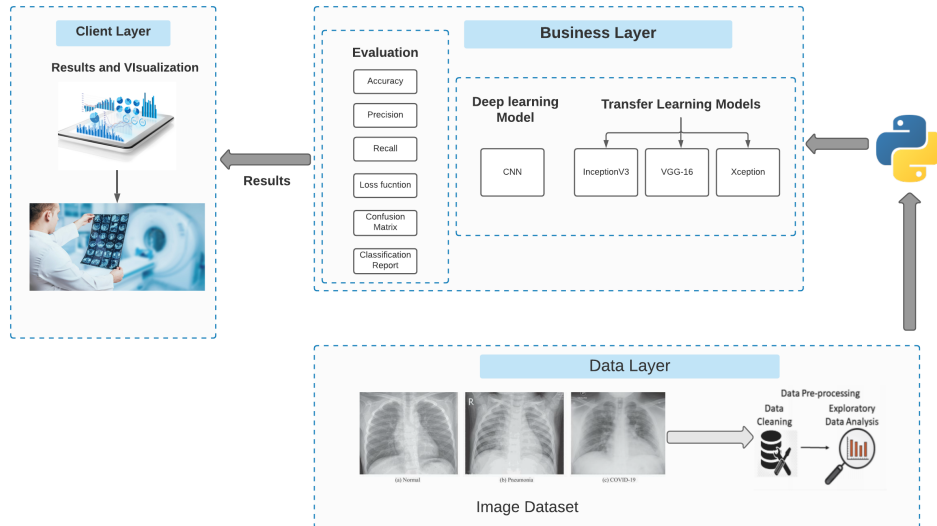 Client Layer
Results and VIsualization
Results
Business Layer
Evaluation
Accuracy
Precision
Recall
Loss fucntion
Confusion
Matrix
Classification
Report
Deep learning
Model
CNN
Transfer Learning Models
InceptionV3
VGG-16
Xception
Data Layer
R
(a) Normal
(b) Pneumonia
(c) COVID-19
Image Dataset
Data Pre-processing
Data
Cleaning
Exploratory
Data Analysis